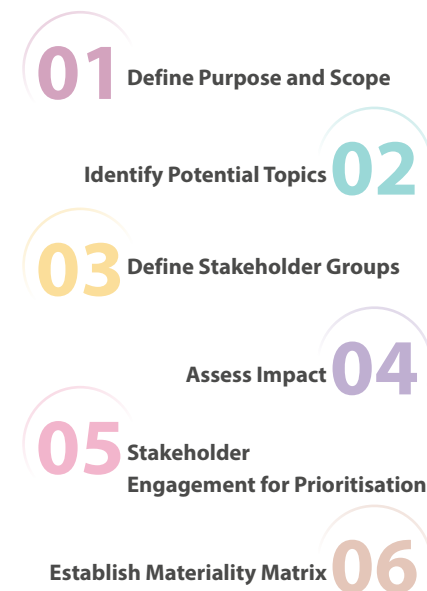 01 Define Purpose and Scope
Identify Potential Topics 02
03 Define Stakeholder Groups
Assess Impact 04
05 Stakeholder
Engagement for Prioritisation
Establish Materiality Matrix 06